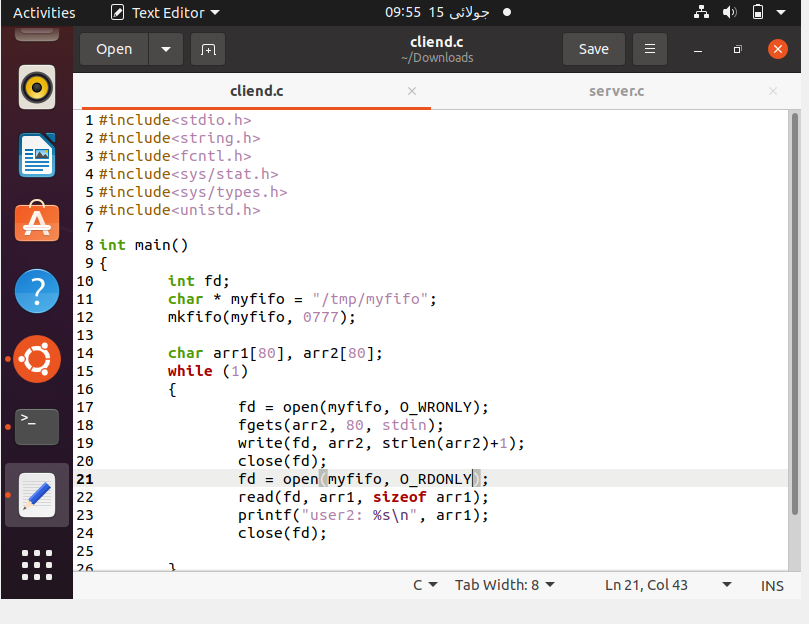 Activities Text Editor 09:55 15 جولائی
Open cliend.c Save
~/Downloads
cliend.c server.c
1 #include<stdio.h>
2 #include<string.h>
3 #include<fcntl.h>
4 #include<sys/stat.h>
5 #include<sys/types.h>
6 #include<unistd.h>
7
8 int main()
9 {
10 int fd;
11 char * myfifo = "/tmp/myfifo";
12 mkfifo(myfifo, 0777);
13
14 char arr1[80], arr2[80];
15 while (1)
16 {
17 fd = open(myfifo, O_WRONLY);
18 fgets(arr2, 80, stdin);
19 write(fd, arr2, strlen(arr2)+1);
20 close(fd);
21 fd = open(myfifo, O_RDONLY);
22 read(fd, arr1, sizeof arr1);
23 printf("user2: %s\n", arr1);
24 close(fd);
25
26 }
C Tab Width: 8 Ln 21, Col 43 INS